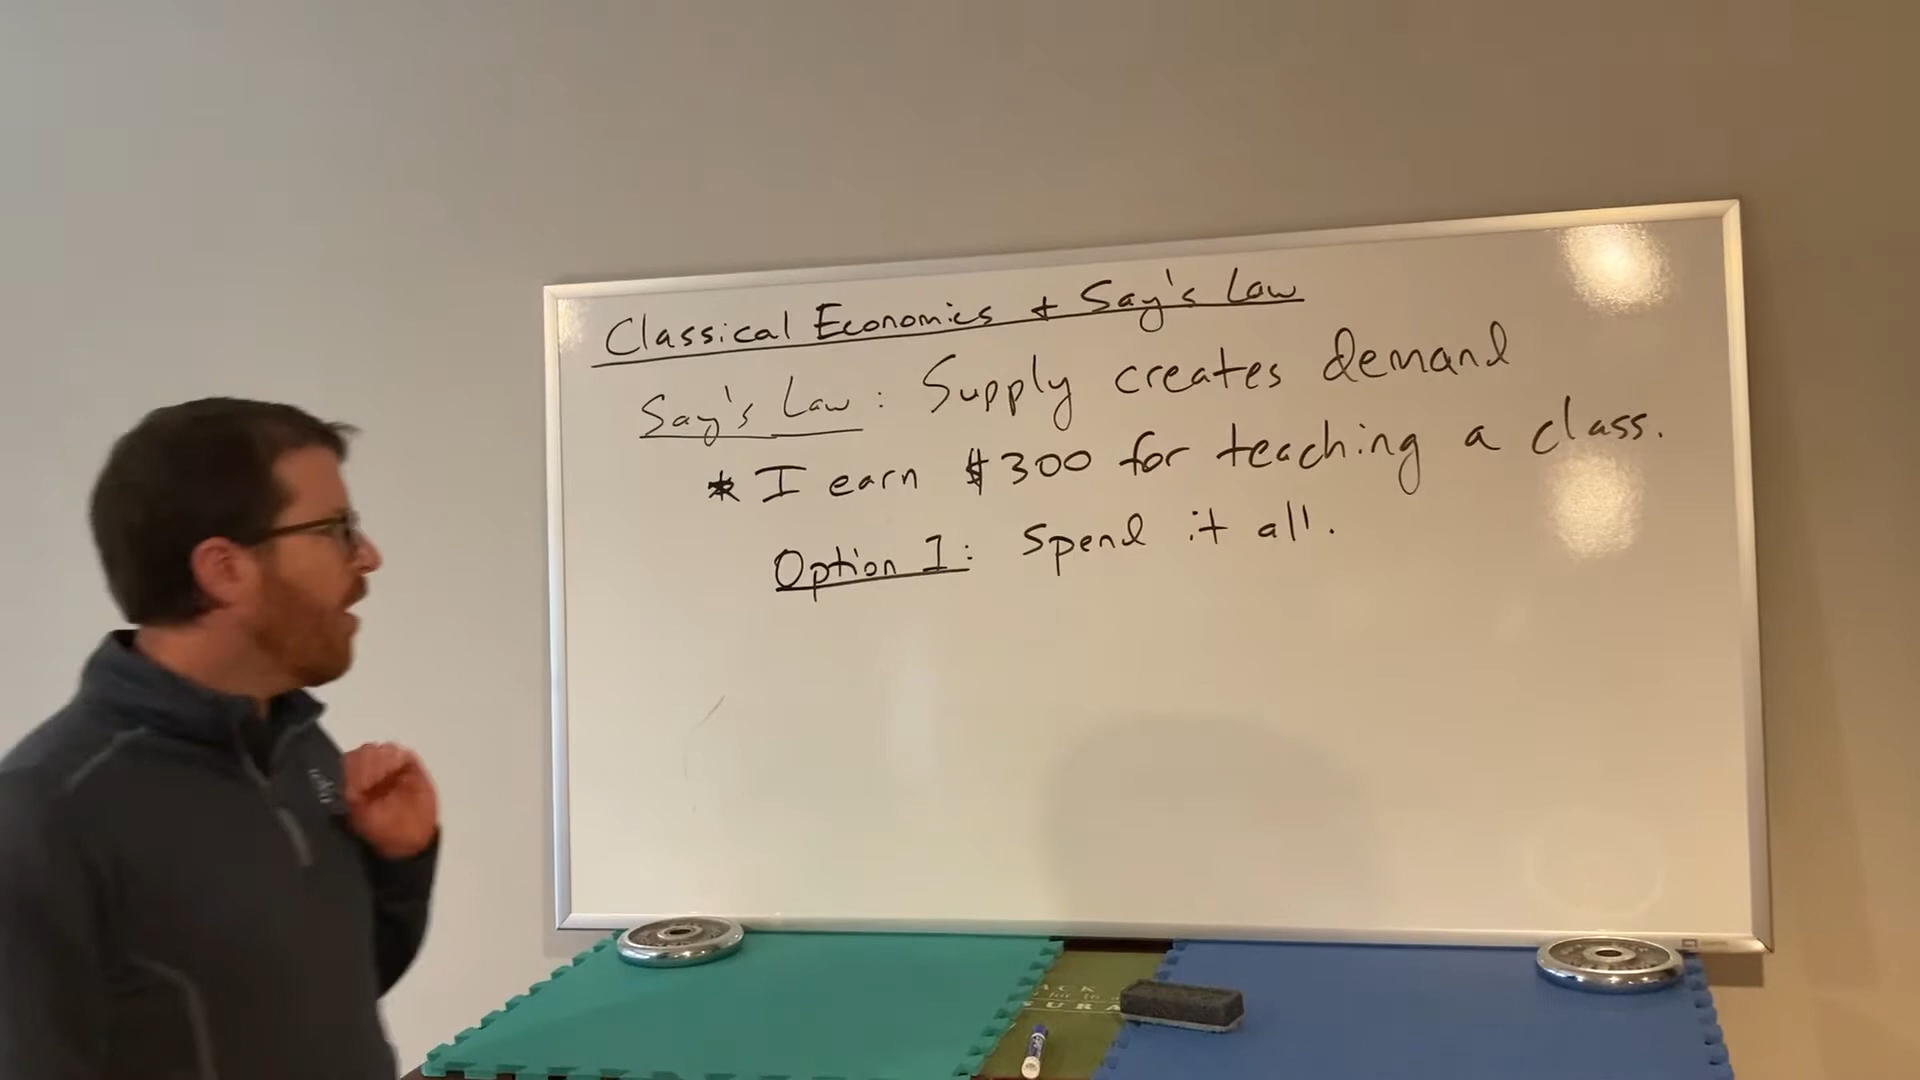 Classical Economics + Say's Law
Say's Law : Supply creates demand
* I earn $300 for teaching a class.
Option 1: Spend it all.